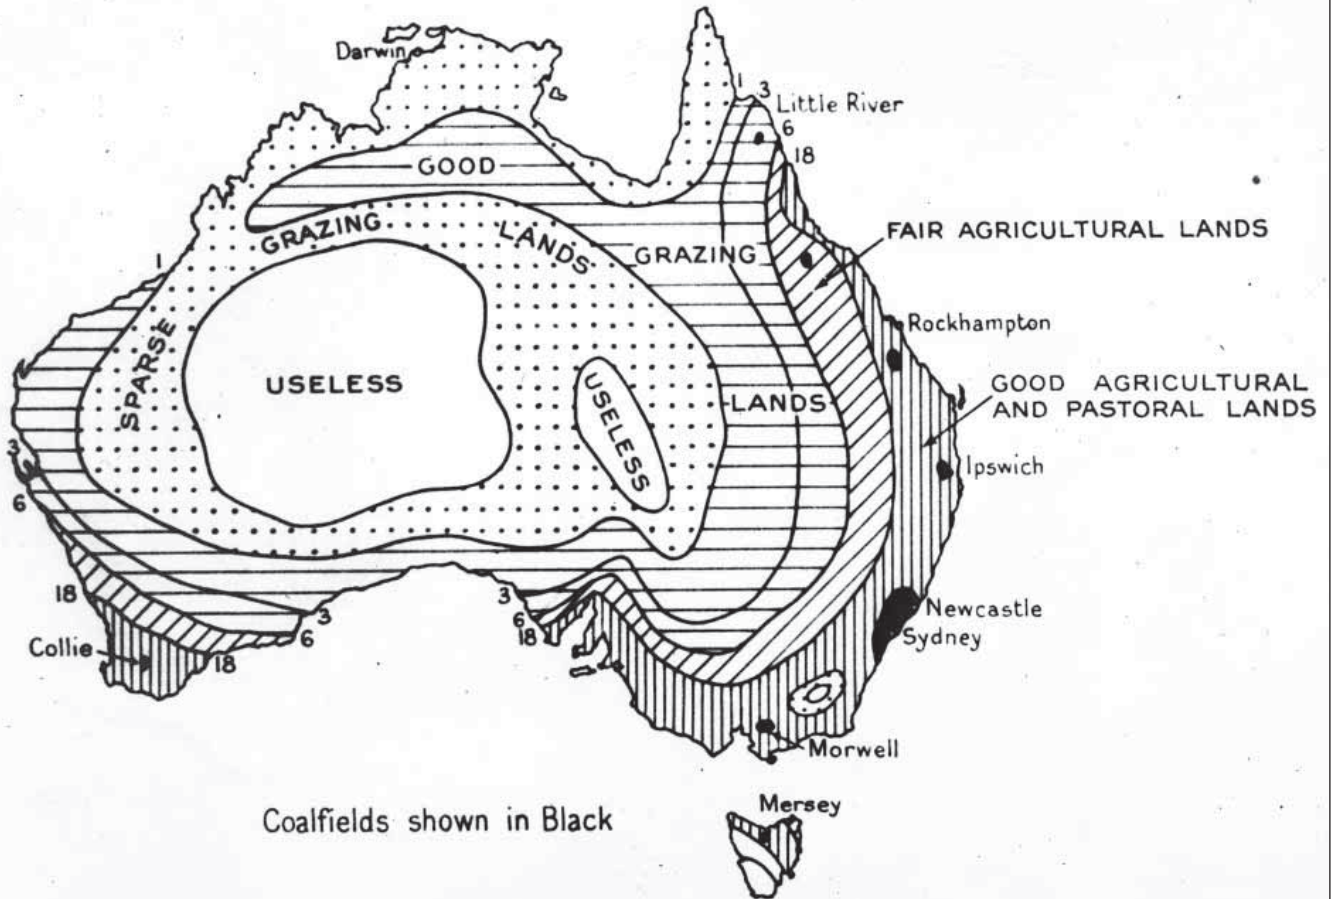 Darwin
1
3
Little River
6
18
GOOD
FAIR AGRICULTURAL LANDS
GRAZING
LANDS
GRAZING
1
SPARSE
Rockhampton
USELESS
USELESS
LANDS
GOOD AGRICULTURAL
AND PASTORAL LANDS
3
6
Ipswich
18
3
6
18
3
6
18
Collie
Newcastle
Sydney
Morwell
Coalfields shown in Black
Mersey